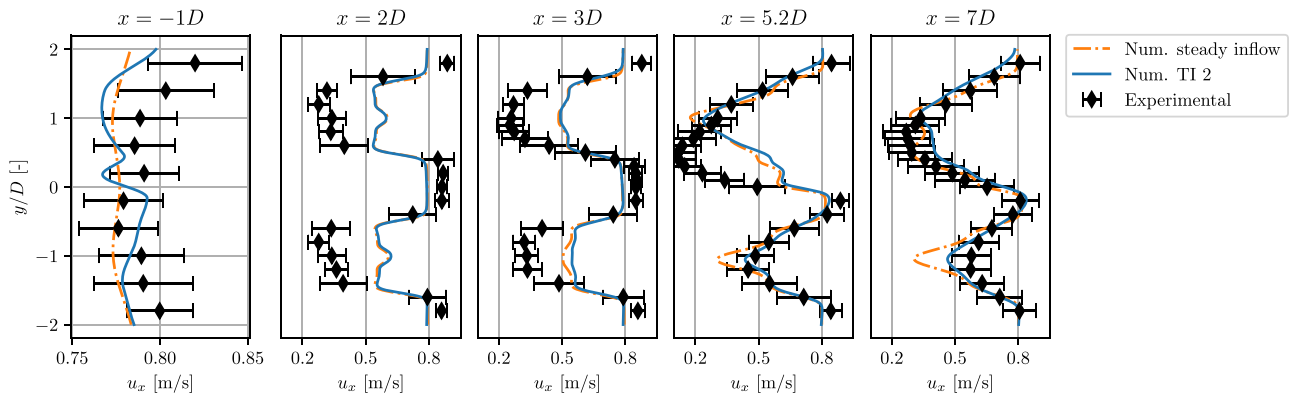 x = −1D
x = 2D
x = 3D
x = 5.2D
x = 7D
Num. steady inflow
Num. TI 2
Experimental
y/D [-]
2
1
0
−1
−2
0.75 0.80 0.85
0.2 0.5 0.8
0.2 0.5 0.8
0.2 0.5 0.8
0.2 0.5 0.8
u_x [m/s]
u_x [m/s]
u_x [m/s]
u_x [m/s]
u_x [m/s]